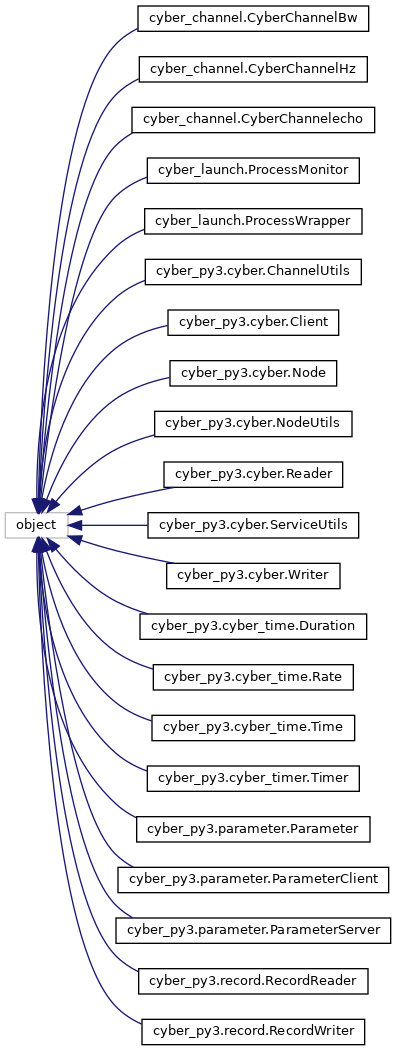 cyber_channel.CyberChannelBw
cyber_channel.CyberChannelHz
cyber_channel.CyberChannelecho
cyber_launch.ProcessMonitor
cyber_launch.ProcessWrapper
cyber_py3.cyber.ChannelUtils
cyber_py3.cyber.Client
cyber_py3.cyber.Node
cyber_py3.cyber.NodeUtils
cyber_py3.cyber.Reader
object
cyber_py3.cyber.ServiceUtils
cyber_py3.cyber.Writer
cyber_py3.cyber_time.Duration
cyber_py3.cyber_time.Rate
cyber_py3.cyber_time.Time
cyber_py3.cyber_timer.Timer
cyber_py3.parameter.Parameter
cyber_py3.parameter.ParameterClient
cyber_py3.parameter.ParameterServer
cyber_py3.record.RecordReader
cyber_py3.record.RecordWriter